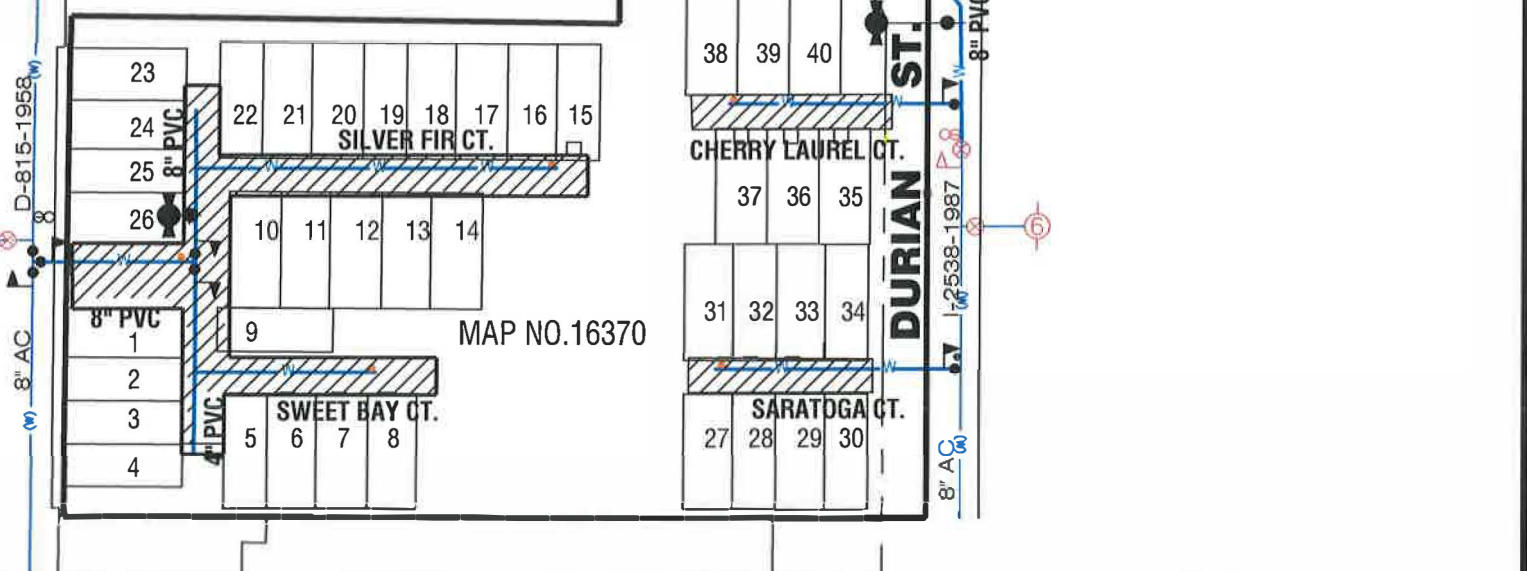 38 39 40
ST.
8" PVC
23
22 21 20 19 18 17 16 15
24
8" PVC
SILVER FIR CT.
W W W
W W
CHERRY LAUREL CT.
D-815-1958
(W)
25
26
8
10 11 12 13 14
37 36 35
P 8
W
DURIAN
I-2538-1987
(W)
6
W
8" PVC
1
9
MAP NO.16370
31 32 33 34
8" AC
2
W
W W
3
4" PVC
SWEET BAY CT.
SARATOGA CT.
(W)
4
5 6 7 8
27 28 29 30
8" AC
(W)